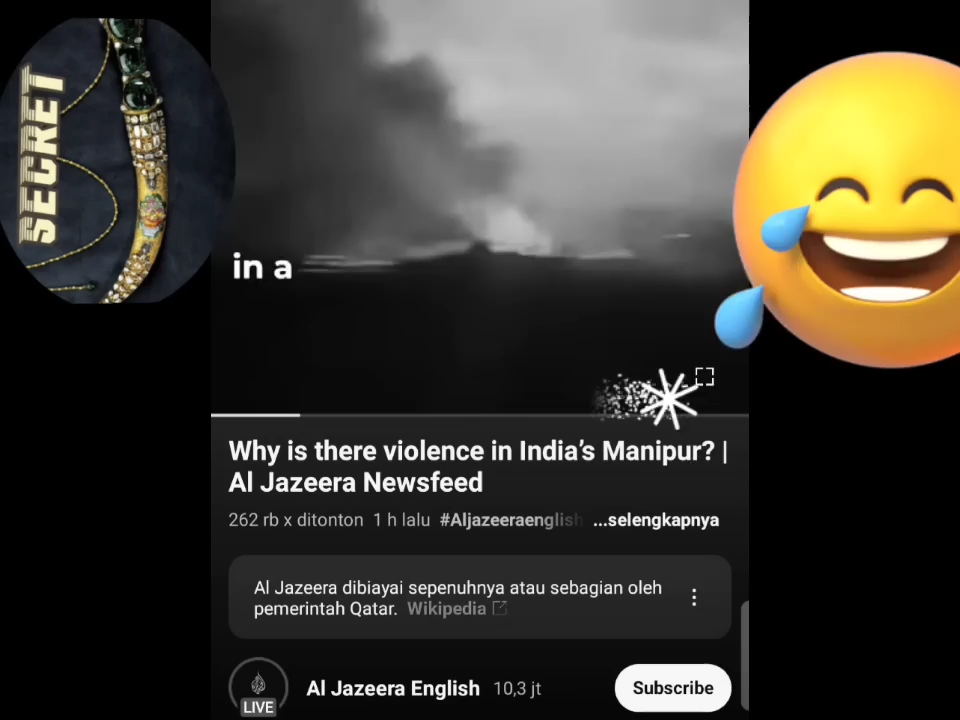 SECRET
in a
Why is there violence in India's Manipur? |
Al Jazeera Newsfeed
262 rb x ditonton 1 h lalu #Aljazeeraenglish ...selengkapnya
Al Jazeera dibiayai sepenuhnya atau sebagian oleh
pemerintah Qatar. Wikipedia
LIVE
Al Jazeera English 10,3 jt
Subscribe